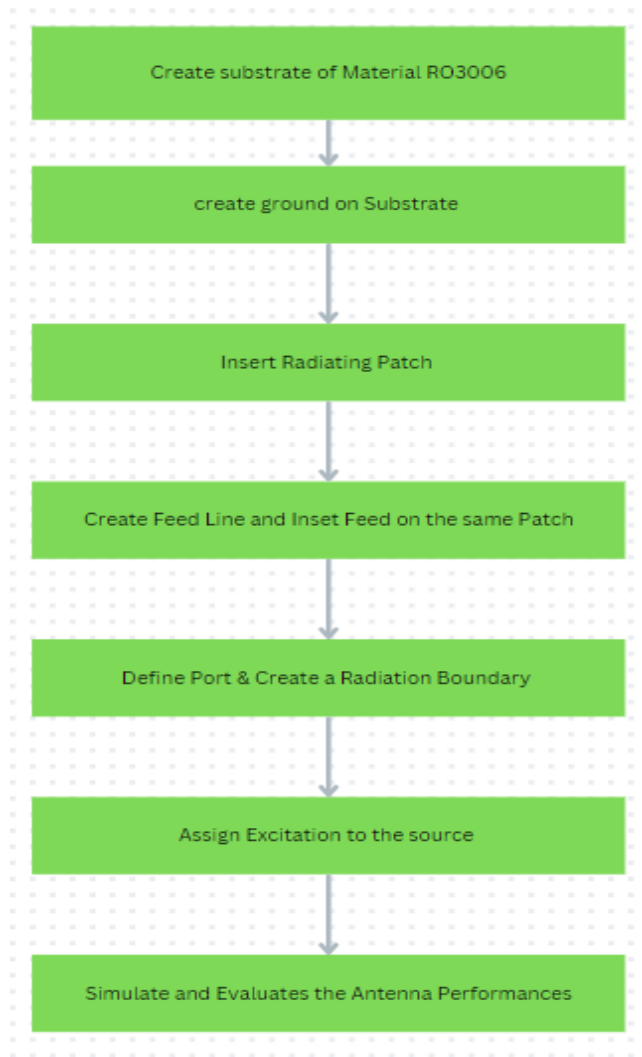 Create substrate of Material RO3006
create ground on Substrate
Insert Radiating Patch
Create Feed Line and Inset Feed on the same Patch
Define Port & Create a Radiation Boundary
Assign Excitation to the source
Simulate and Evaluates the Antenna Performances